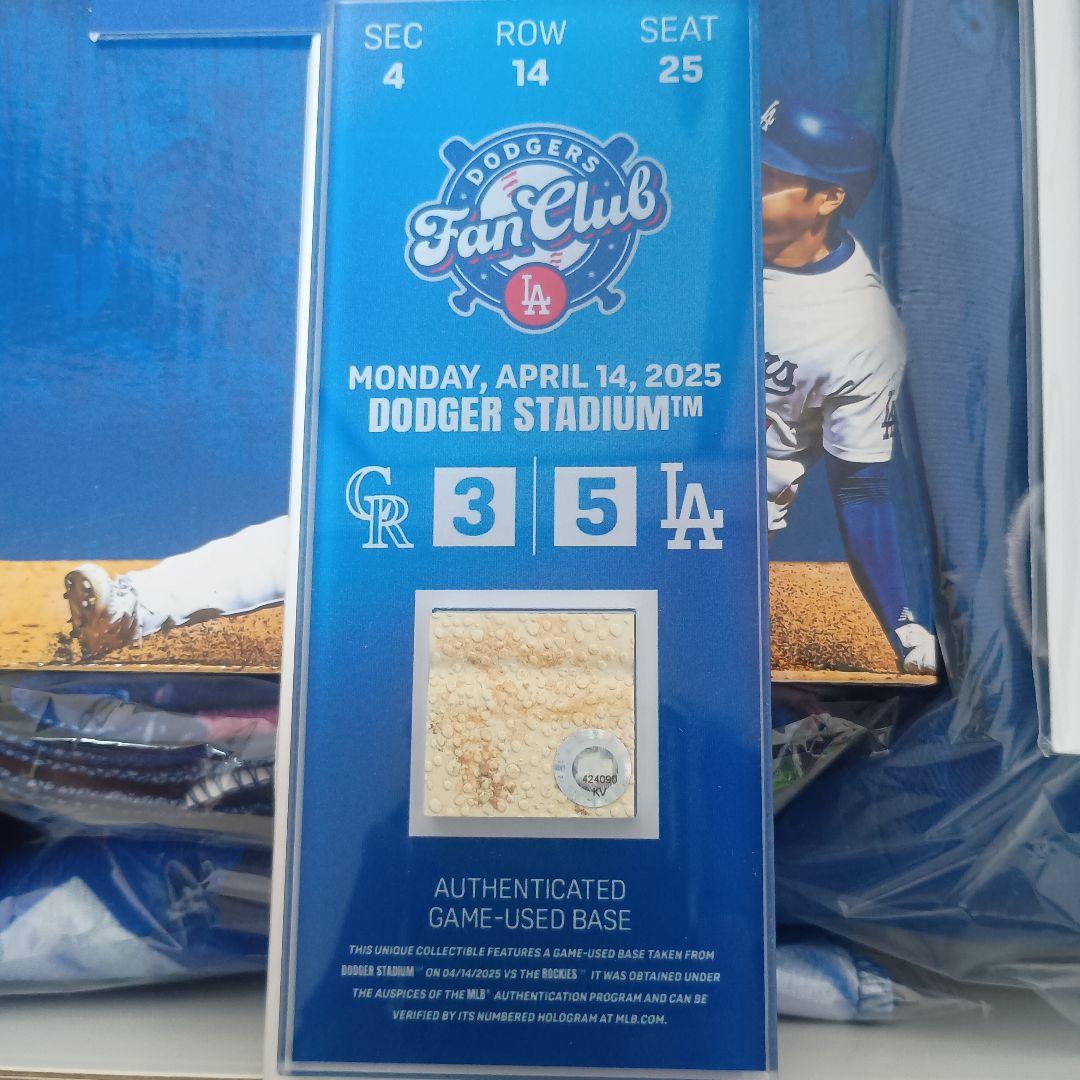 SEC ROW SEAT
4 14 25
DODGERS
Fan Club
LA
MONDAY, APRIL 14, 2025
DODGER STADIUM™
CR 3 5 LA
424090
KV
AUTHENTICATED
GAME-USED BASE
THIS UNIQUE COLLECTIBLE FEATURES A GAME-USED BASE TAKEN FROM
DODGER STADIUM™ ON 04/14/2025 VS THE ROCKIES™ IT WAS OBTAINED UNDER
THE AUSPICES OF THE MLB® AUTHENTICATION PROGRAM AND CAN BE
VERIFIED BY ITS NUMBERED HOLOGRAM AT MLB.COM.
LA
LA